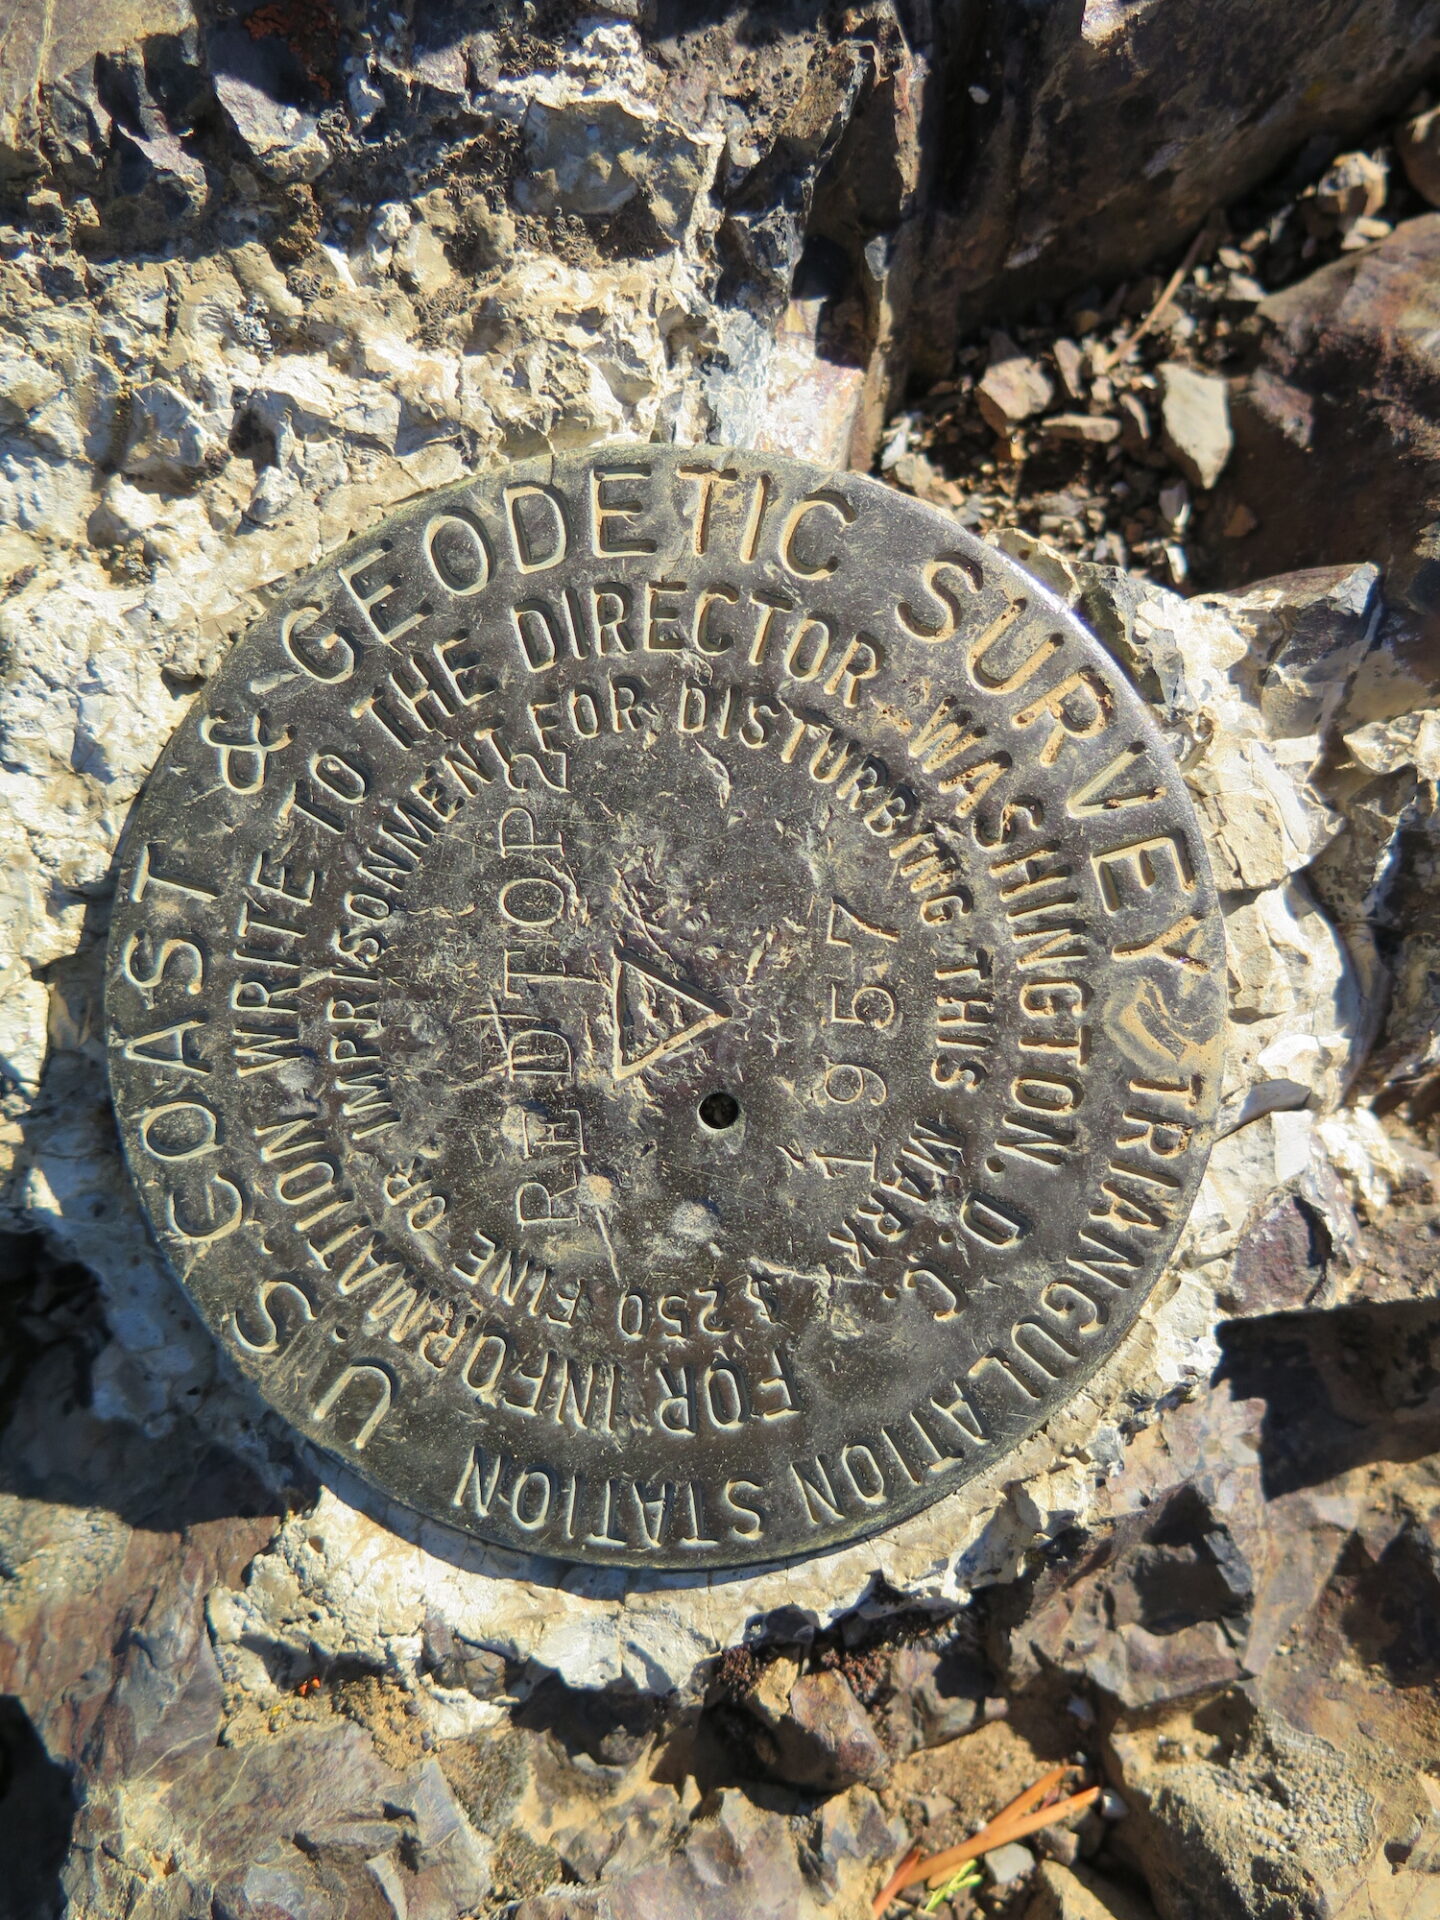 U. S. COAST & GEODETIC SURVEY
TRIANGULATION STATION
FOR INFORMATION WRITE TO THE DIRECTOR WASHINGTON. D. C.
$250 FINE OR IMPRISONMENT FOR DISTURBING THIS MARK.
RED TOP 2
1957